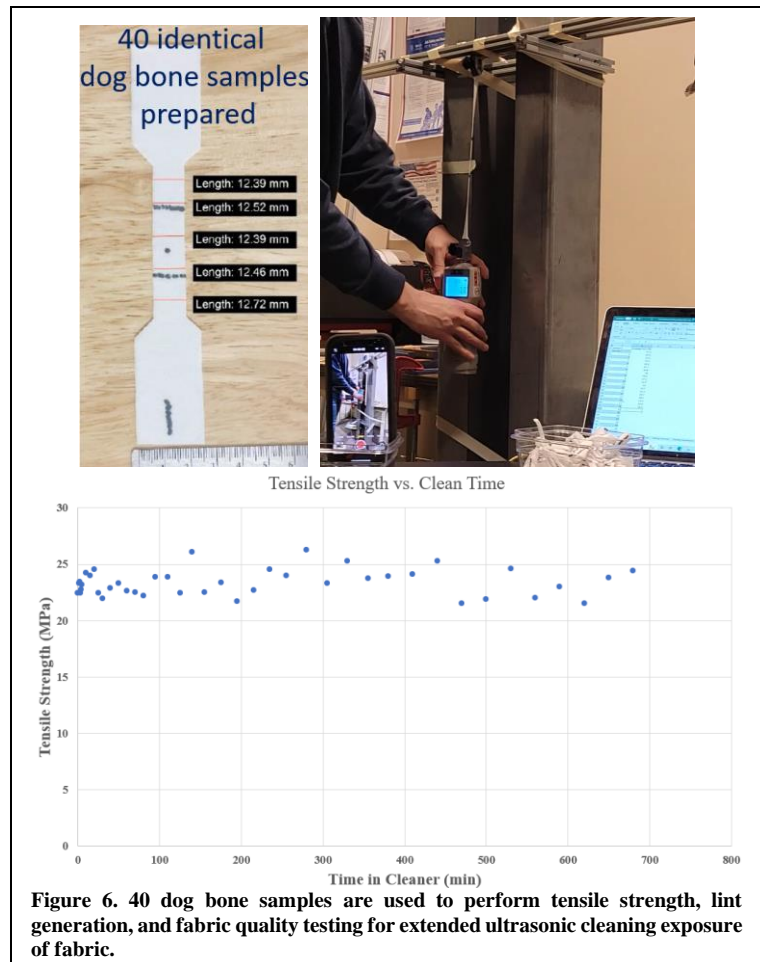 40 identical
dog bone samples
prepared
Length: 12.39 mm
Length: 12.52 mm
Length: 12.39 mm
Length: 12.46 mm
Length: 12.72 mm
Tensile Strength vs. Clean Time
Tensile Strength (MPa)
30
25
20
15
10
5
0
0 100 200 300 400 500 600 700 800
Time in Cleaner (min)
Figure 6. 40 dog bone samples are used to perform tensile strength, lint
generation, and fabric quality testing for extended ultrasonic cleaning exposure
of fabric.